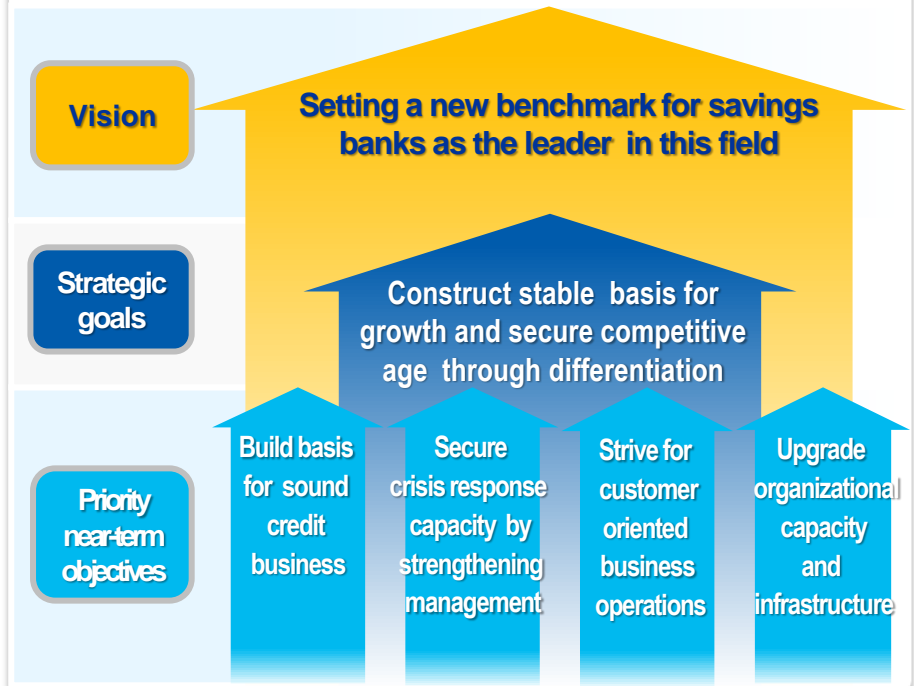 Vision
Setting a new benchmark for savings
banks as the leader in this field
Strategic
goals
Construct stable basis for
growth and secure competitive
age through differentiation
Priority
near-term
objectives
Build basis
for sound
credit
business
Secure
crisis response
capacity by
strengthening
management
Strive for
customer
oriented
business
operations
Upgrade
organizational
capacity
and
infrastructure